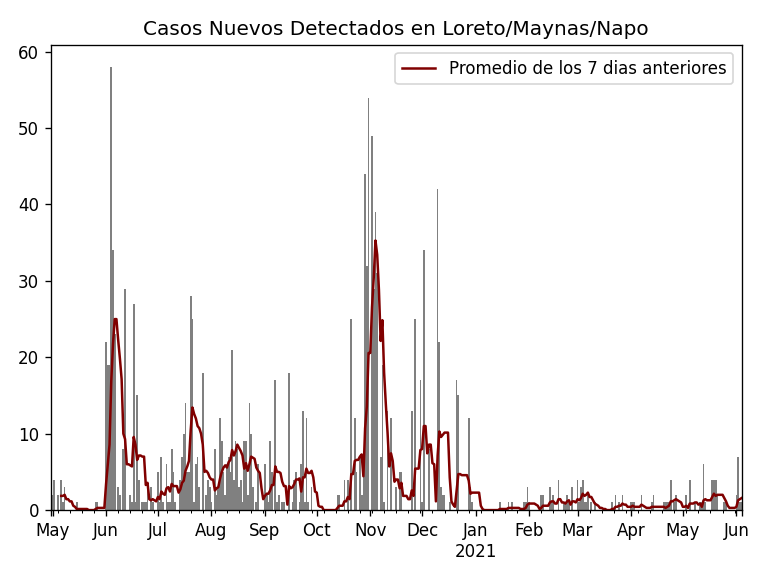 Casos Nuevos Detectados en Loreto/Maynas/Napo
Promedio de los 7 dias anteriores
60
50
40
30
20
10
0
May Jun Jul Aug Sep Oct Nov Dec Jan Feb Mar Apr May Jun
2021